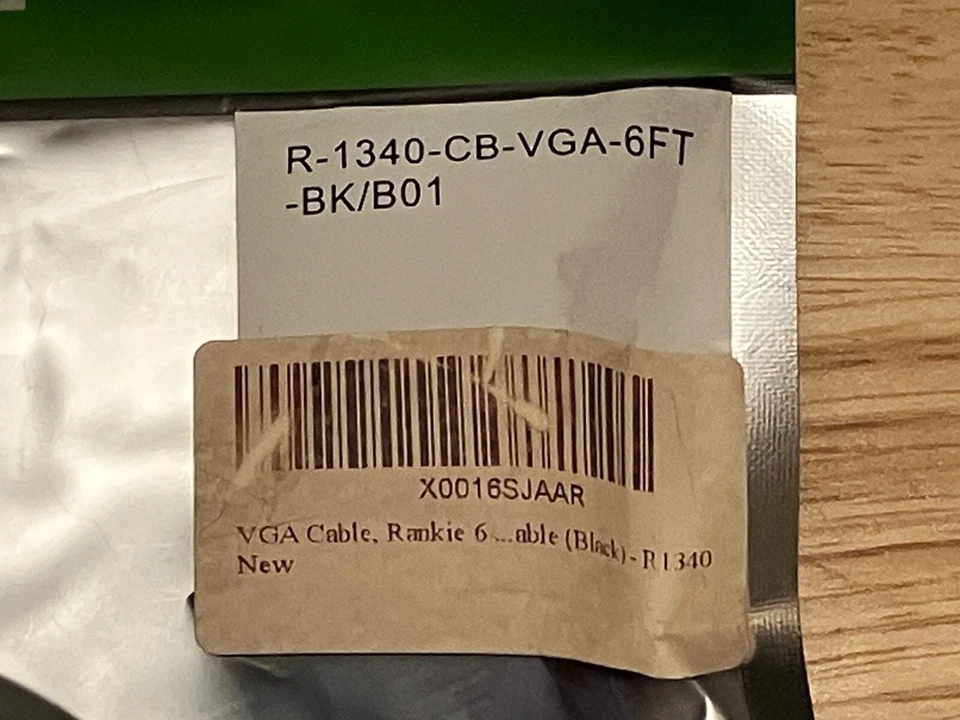 R-1340-CB-VGA-6FT
-BK/B01
X0016SJAAR
VGA Cable, Rankie 6 ...able (Black) - R1340
New